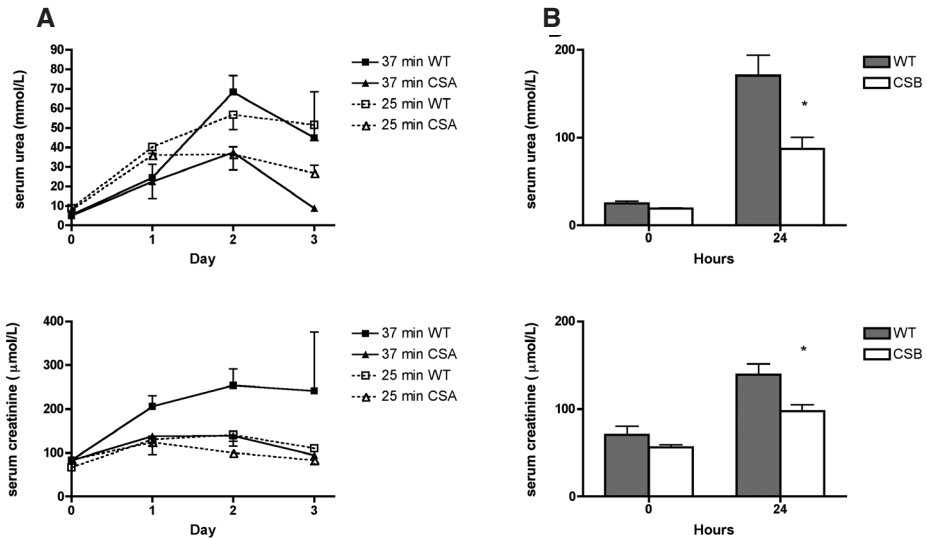 A
serum urea (mmol/L)
90
80
70
60
50
40
30
20
10
0
0 1 2 3
Day
37 min WT
37 min CSA
25 min WT
25 min CSA
B
serum urea (mmol/L)
200
100
0
0 24
Hours
*
WT
CSB
serum creatinine (μmol/L)
400
300
200
100
0
0 1 2 3
Day
37 min WT
37 min CSA
25 min WT
25 min CSA
serum creatinine (μmol/L)
200
100
0
0 24
Hours
*
WT
CSB